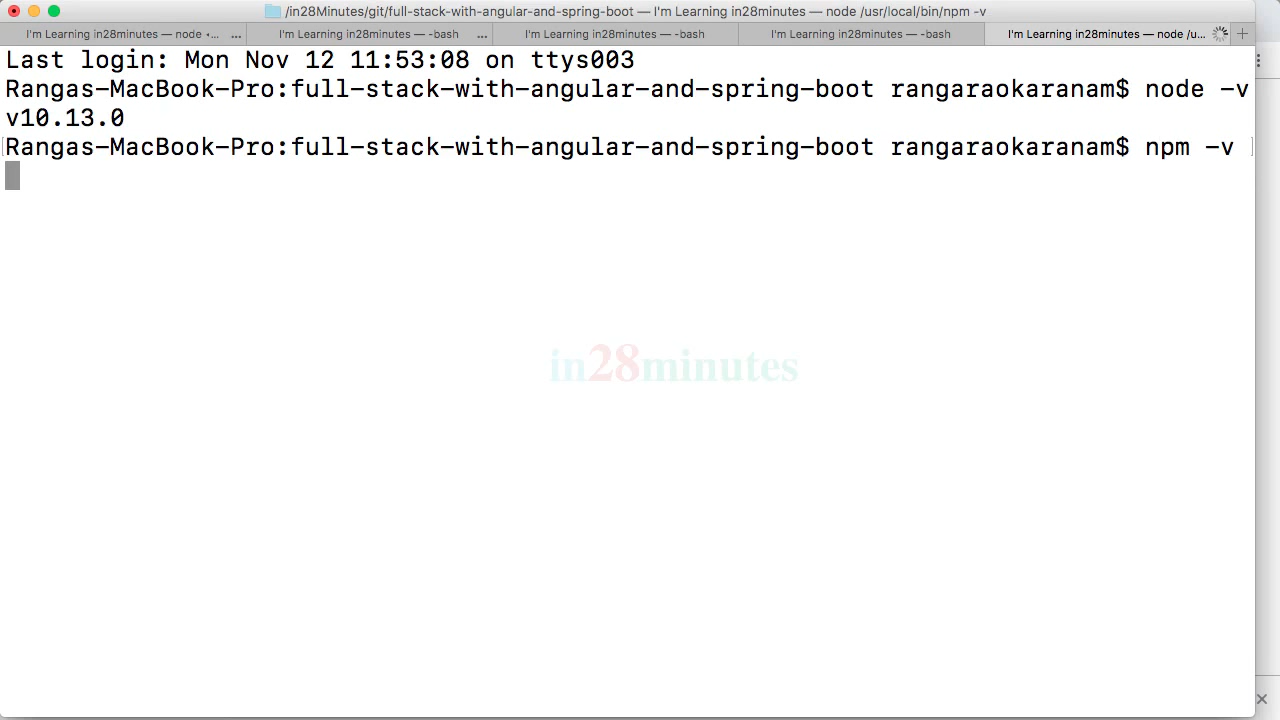 /in28Minutes/git/full-stack-with-angular-and-spring-boot — I'm Learning in28minutes — node /usr/local/bin/npm -v
I'm Learning in28minutes — node ◂... ... I'm Learning in28minutes — -bash ... I'm Learning in28minutes — -bash I'm Learning in28minutes — -bash I'm Learning in28minutes — node /u... +
Last login: Mon Nov 12 11:53:08 on ttys003
Rangas-MacBook-Pro:full-stack-with-angular-and-spring-boot rangaraokaranam$ node -v
v10.13.0
[Rangas-MacBook-Pro:full-stack-with-angular-and-spring-boot rangaraokaranam$ npm -v ]
in28minutes